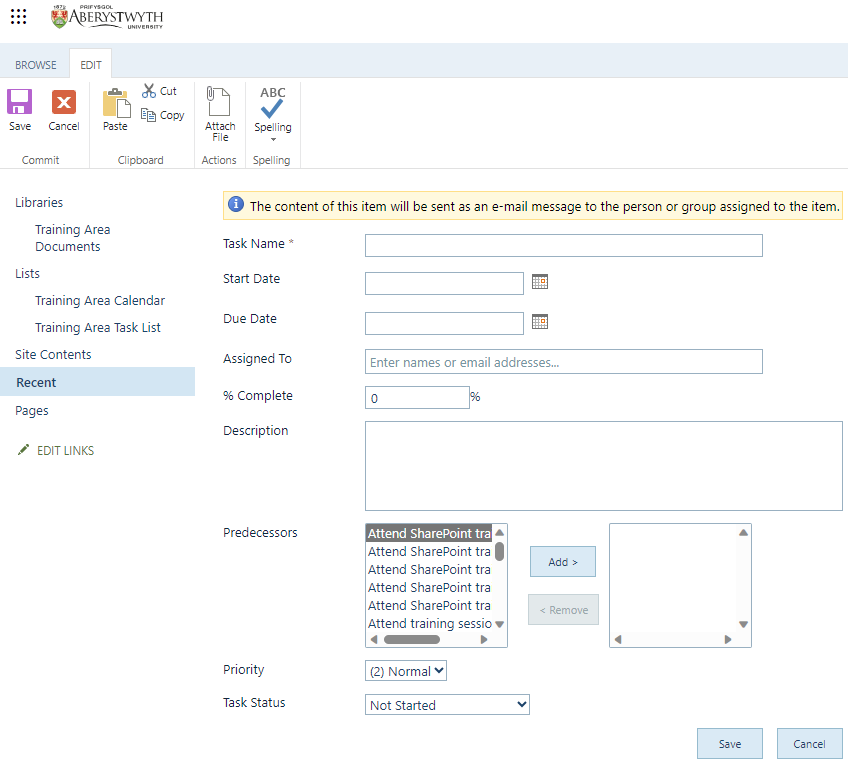 PRIFYSGOL
ABERYSTWYTH
UNIVERSITY
BROWSE
EDIT
Save
Cancel
Commit
Paste
Cut
Copy
Clipboard
Attach
File
Actions
ABC
Spelling
Spelling
Libraries
Training Area
Documents
Lists
Training Area Calendar
Training Area Task List
Site Contents
Recent
Pages
EDIT LINKS
The content of this item will be sent as an e-mail message to the person or group assigned to the item.
Task Name *
Start Date
Due Date
Assigned To
Enter names or email addresses...
% Complete
0
%
Description
Predecessors
Attend SharePoint tra
Attend SharePoint tra
Attend SharePoint tra
Attend SharePoint tra
Attend SharePoint tra
Attend training sessio
Add >
< Remove
Priority
(2) Normal
Task Status
Not Started
Save
Cancel